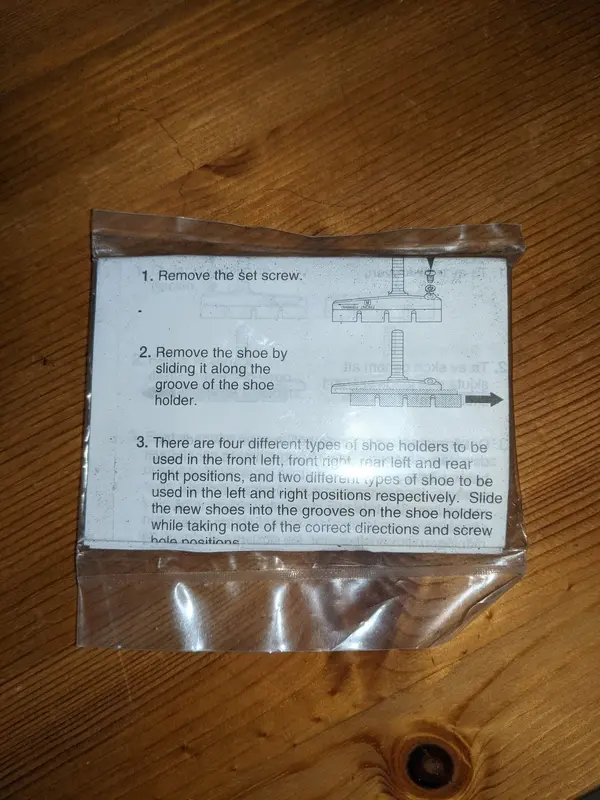 1. Remove the set screw.
2. Remove the shoe by
sliding it along the
groove of the shoe
holder.
3. There are four different types of shoe holders to be
used in the front left, front right, rear left and rear
right positions, and two different types of shoe to be
used in the left and right positions respectively. Slide
the new shoes into the grooves on the shoe holders
while taking note of the correct directions and screw
hole positions